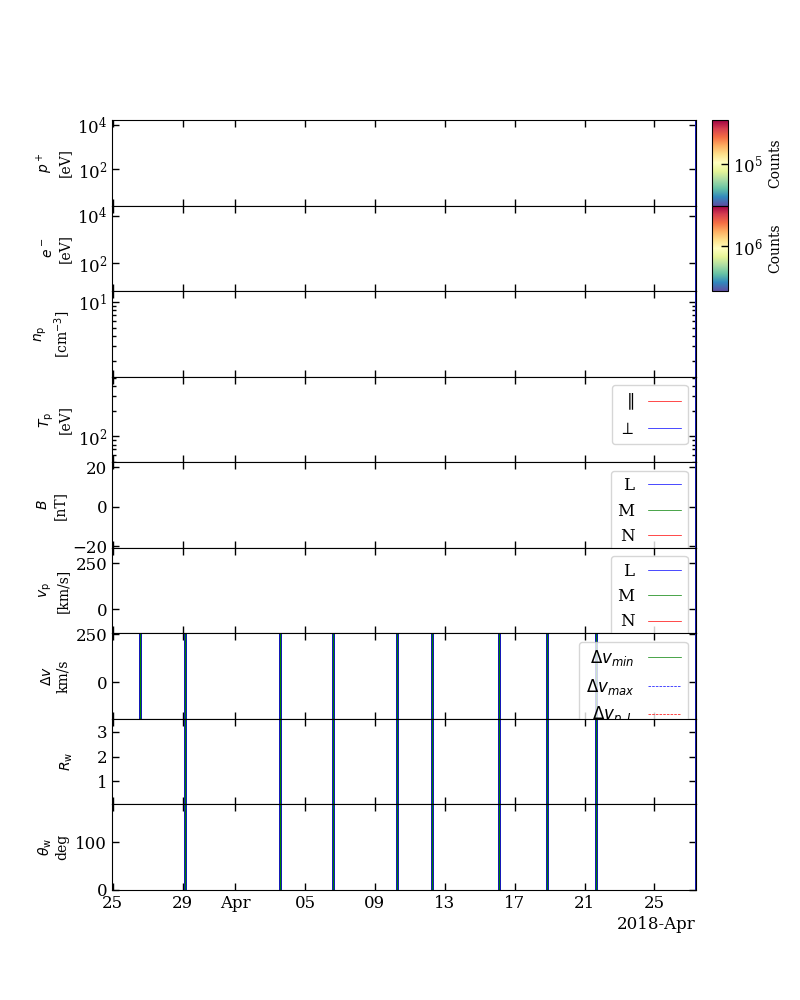 10^4
10^2
p^+
[eV]
10^5
Counts
10^4
10^2
e^−
[eV]
10^6
Counts
10^1
n_p
[cm^−3]
10^2
T_p
[eV]
∥
⊥
20
0
−20
B
[nT]
L
M
N
250
0
v_p
[km/s]
L
M
N
250
0
Δv
km/s
Δv_min
Δv_max
3
2
1
R_w
100
0
θ_w
deg
25 29 Apr 05 09 13 17 21 25
2018-Apr